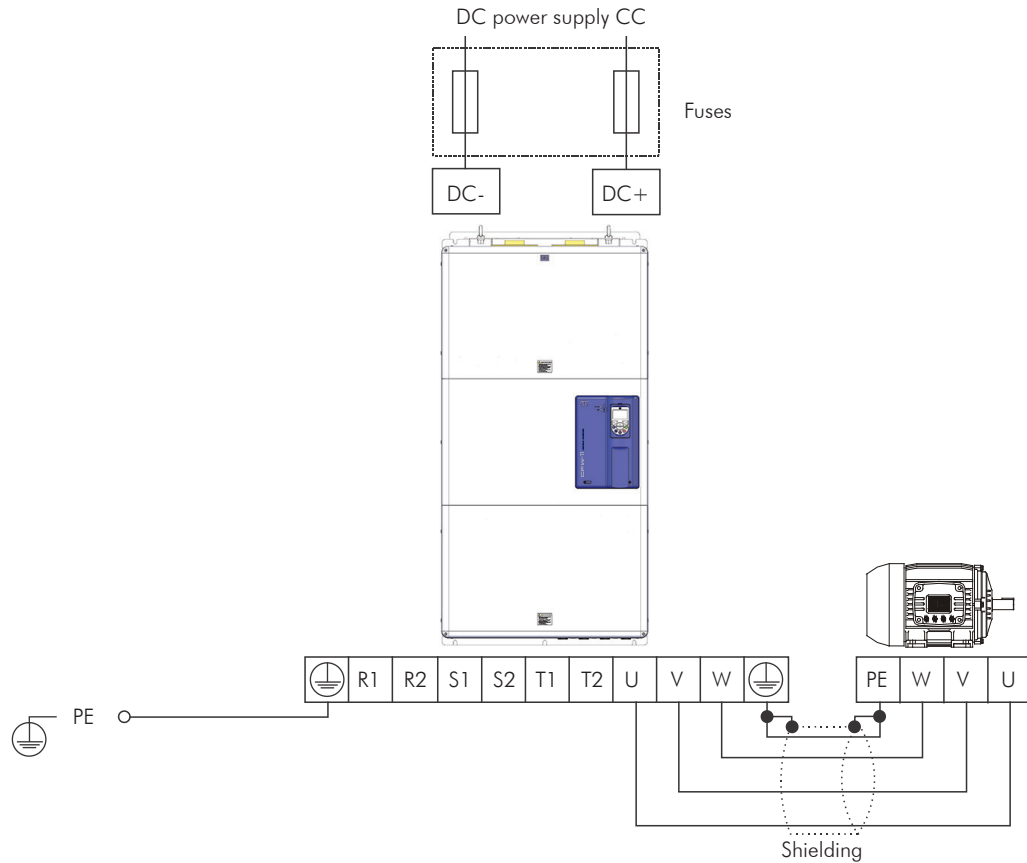 DC power supply CC
Fuses
DC-
DC+
R1
R2
S1
S2
T1
T2
U
V
W
PE
W
V
U
PE
Shielding